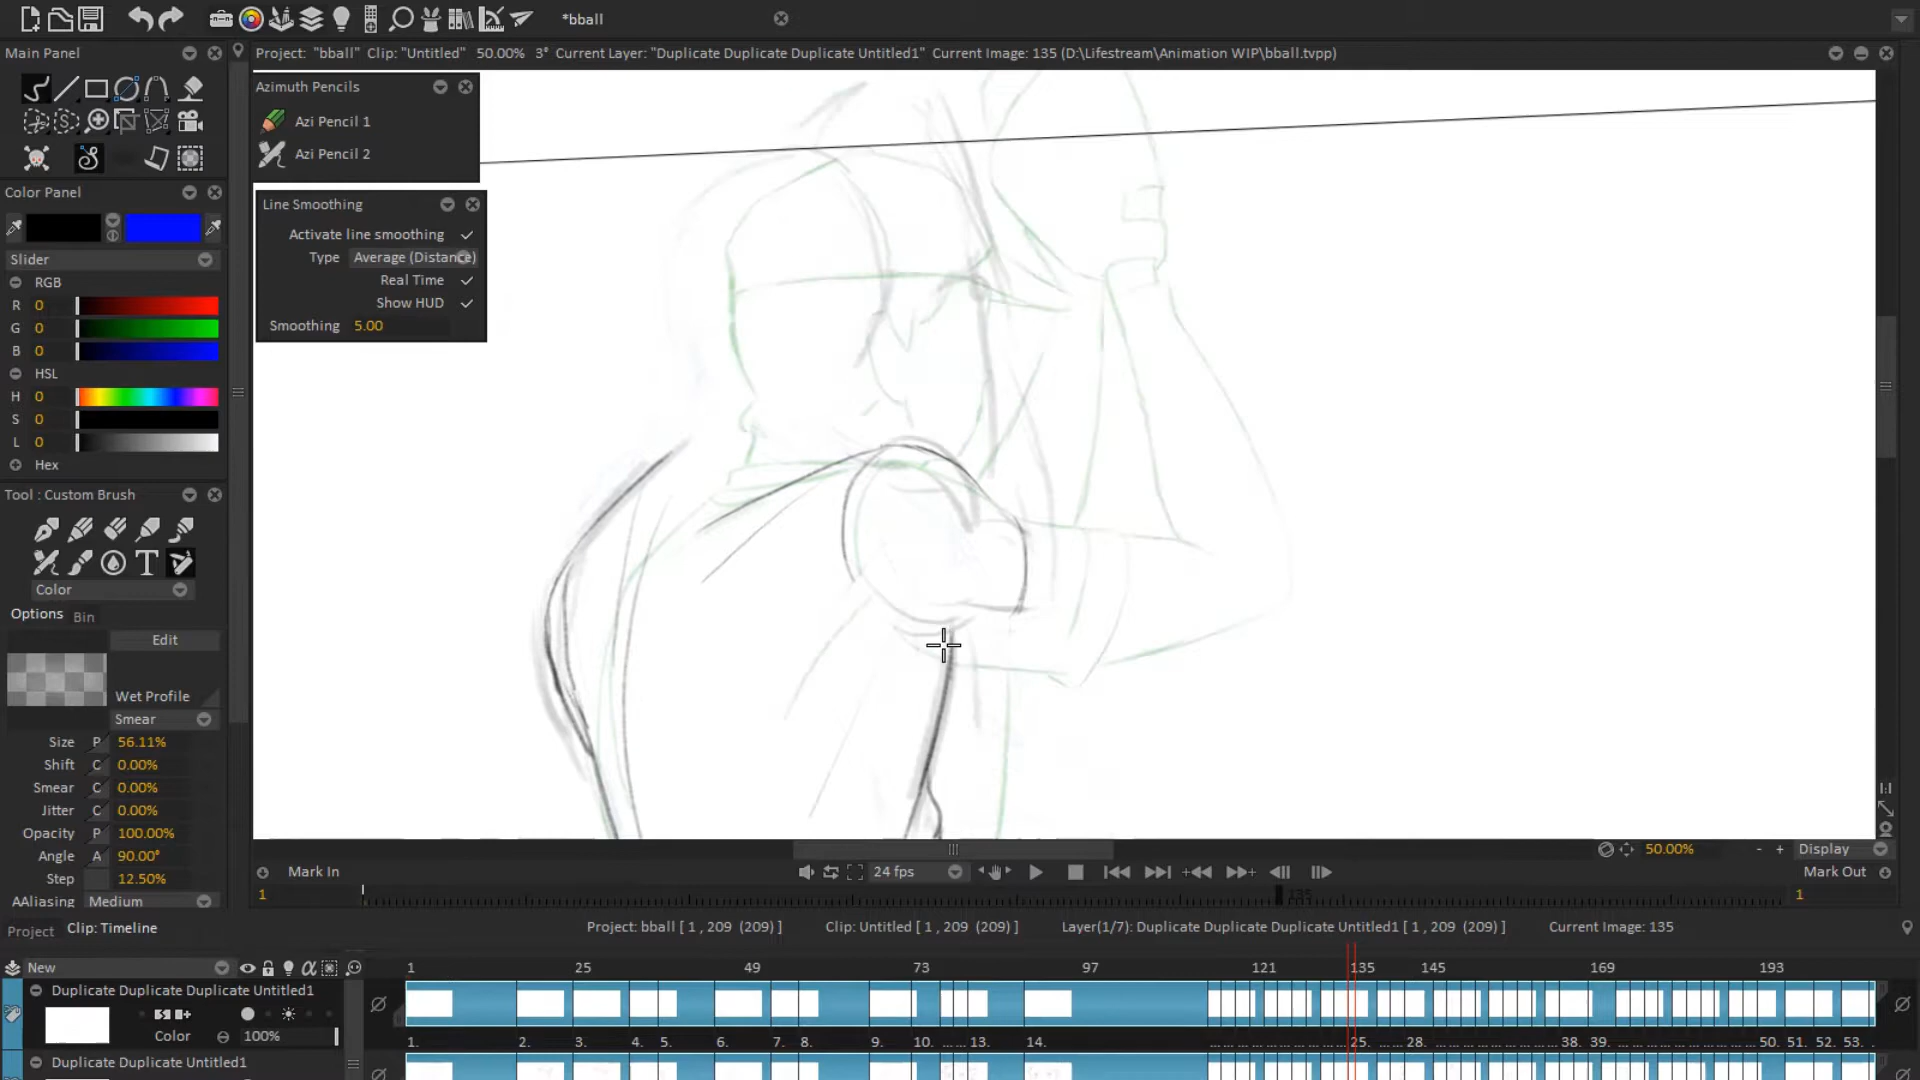 *bball
Main Panel
Project: "bball" Clip: "Untitled" 50.00% 3° Current Layer: "Duplicate Duplicate Duplicate Untitled1" Current Image: 135 (D:\Lifestream\Animation WIP\bball.tvpp)
Azimuth Pencils
Azi Pencil 1
Azi Pencil 2
Color Panel
Line Smoothing
Activate line smoothing
Type Average (Distance)
Real Time
Show HUD
Smoothing 5.00
Slider
RGB
R 0
G 0
B 0
HSL
H 0
S 0
L 0
Hex
Tool : Custom Brush
Color
Options Bin
Edit
Wet Profile
Smear
Size P 56.11%
Shift C 0.00%
Smear C 0.00%
Jitter C 0.00%
Opacity P 100.00%
Angle A 90.00°
Step 12.50%
AAliasing Medium
1:1
50.00% - + Display
Mark In 24 fps Mark Out
1 135 1
Project Clip: Timeline Project: bball [ 1 , 209 (209) ] Clip: Untitled [ 1 , 209 (209) ] Layer(1/7): Duplicate Duplicate Duplicate Untitled1 [ 1 , 209 (209) ] Current Image: 135
New 1 25 49 73 97 121 135 145 169 193
Duplicate Duplicate Duplicate Untitled1
Color 100%
1. 2. 3. 4. 5. 6. 7. 8. 9. 10. ... ... 13. 14. 25. 28. 38. 39. 50. 51. 52. 53.
Duplicate Duplicate Untitled1